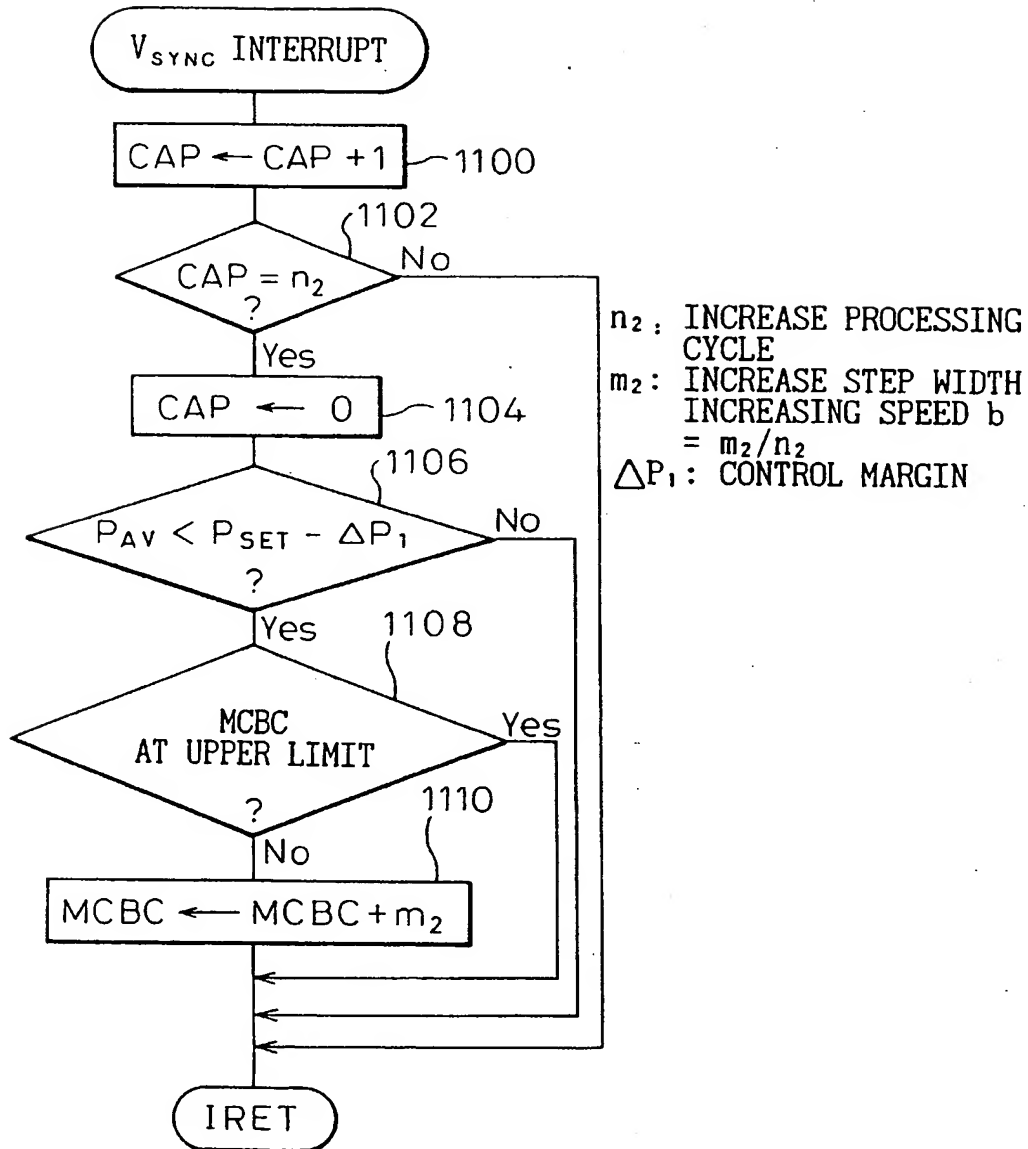 VSYNC INTERRUPT
CAP ← CAP + 1
1100
1102
CAP = n2
?
No
Yes
n2: INCREASE PROCESSING
CYCLE
m2: INCREASE STEP WIDTH
INCREASING SPEED b
= m2/n2
△P1: CONTROL MARGIN
CAP ← 0
1104
1106
PAV < PSET - △P1
?
No
Yes
1108
MCBC
AT UPPER LIMIT
?
Yes
No
1110
MCBC ← MCBC + m2
IRET